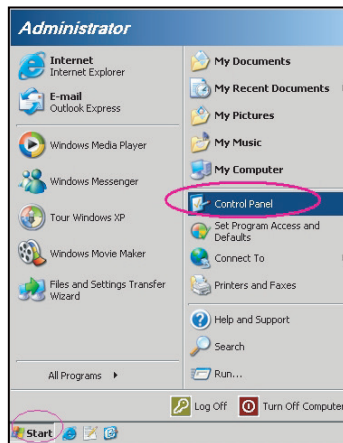 Administrator
Internet
Internet Explorer
E-mail
Outlook Express
Windows Media Player
Windows Messenger
Tour Windows XP
Windows Movie Maker
Files and Settings Transfer
Wizard
All Programs
My Documents
My Recent Documents
My Pictures
My Music
My Computer
Control Panel
Set Program Access and
Defaults
Connect To
Printers and Faxes
Help and Support
Search
Run...
Log Off
Turn Off Computer
Start